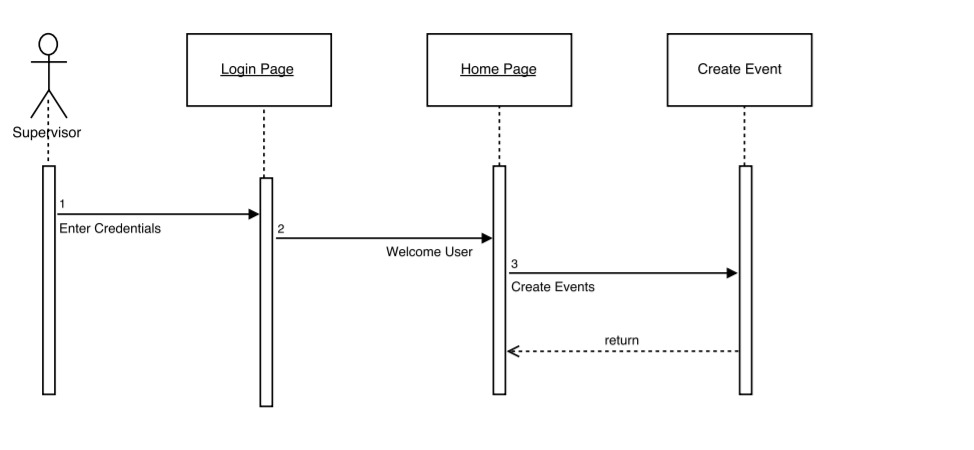 Login Page
Home Page
Create Event
Supervisor
1
Enter Credentials
2
Welcome User
3
Create Events
return